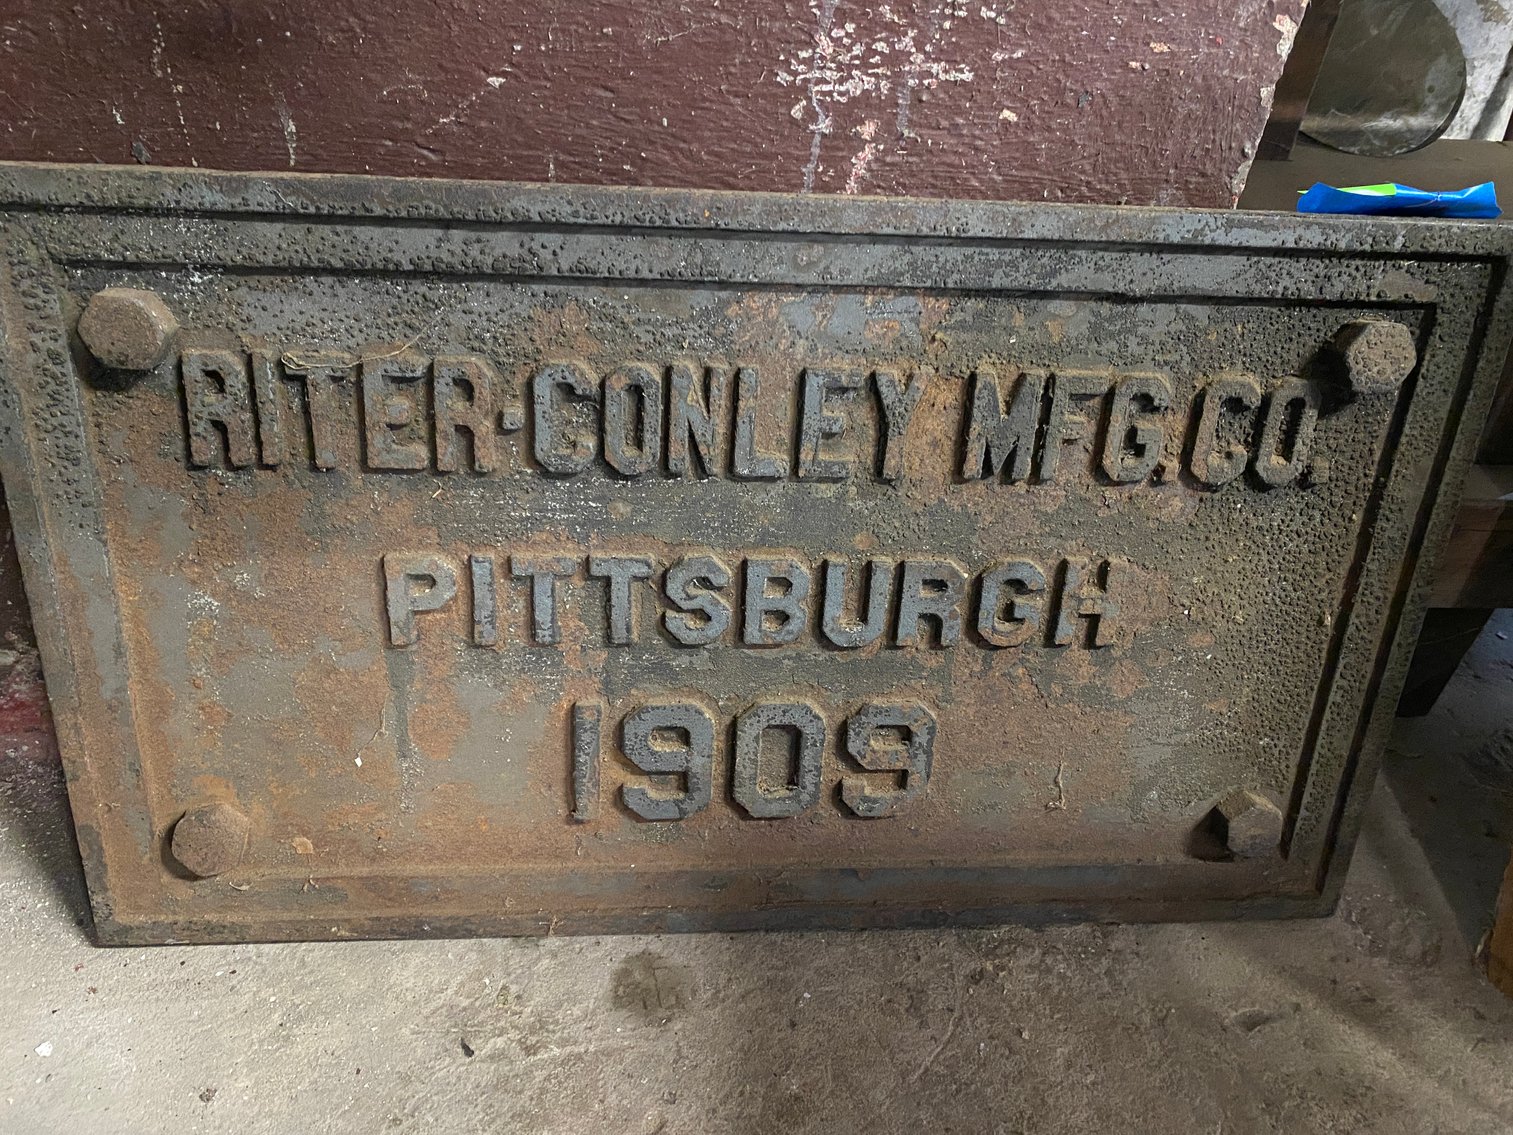 RITER-CONLEY MFG.CO.
PITTSBURGH
1909